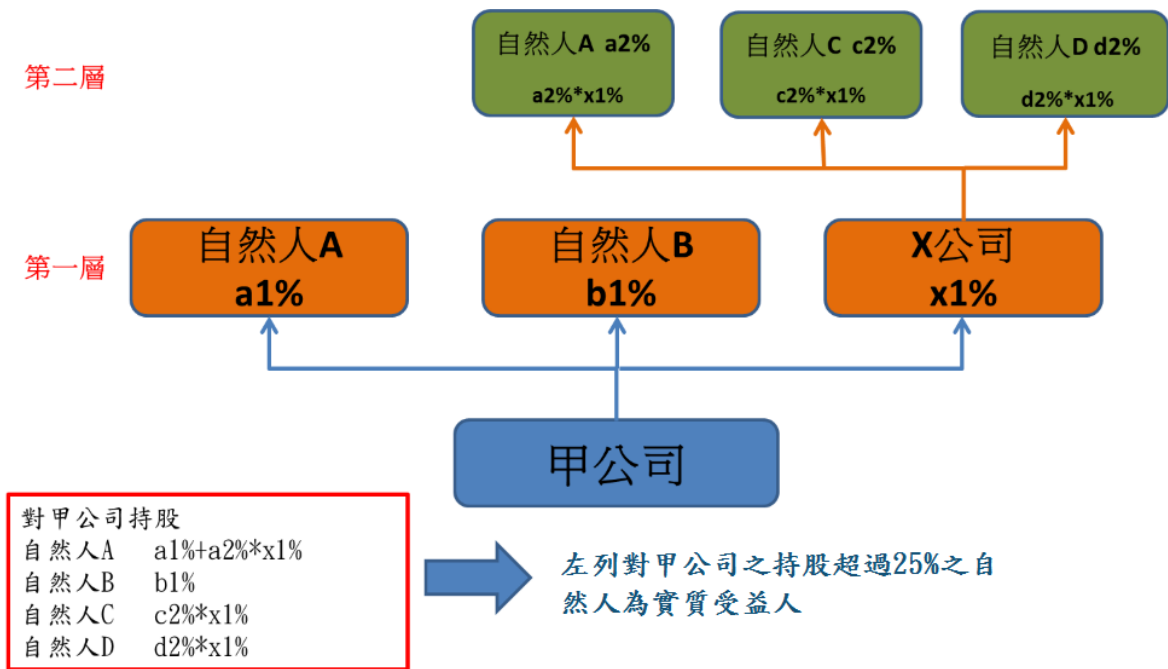 自然人A a2%
a2%*x1%
自然人C c2%
c2%*x1%
自然人D d2%
d2%*x1%
第二層
第一層
自然人A
a1%
自然人B
b1%
X公司
x1%
甲公司
對甲公司持股
自然人A a1%+a2%*x1%
自然人B b1%
自然人C c2%*x1%
自然人D d2%*x1%
左列對甲公司之持股超過25%之自
然人為實質受益人